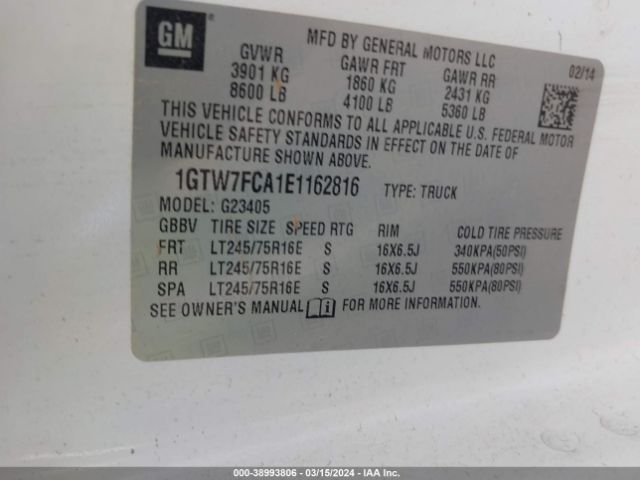 GM
MFD BY GENERAL MOTORS LLC
GVWR GAWR FRT GAWR RR 02/14
3901 KG 1860 KG 2431 KG
8600 LB 4100 LB 5360 LB
THIS VEHICLE CONFORMS TO ALL APPLICABLE U.S. FEDERAL MOTOR
VEHICLE SAFETY STANDARDS IN EFFECT ON THE DATE OF
MANUFACTURE SHOWN ABOVE.
1GTW7FCA1E1162816 TYPE: TRUCK
MODEL: G23405
GBBV TIRE SIZE SPEED RTG RIM COLD TIRE PRESSURE
FRT LT245/75R16E S 16X6.5J 340KPA(50PSI)
RR LT245/75R16E S 16X6.5J 550KPA(80PSI)
SPA LT245/75R16E S 16X6.5J 550KPA(80PSI)
SEE OWNER'S MANUAL i FOR MORE INFORMATION.
000-38993806 / 03/15/2024 - IAA Inc.